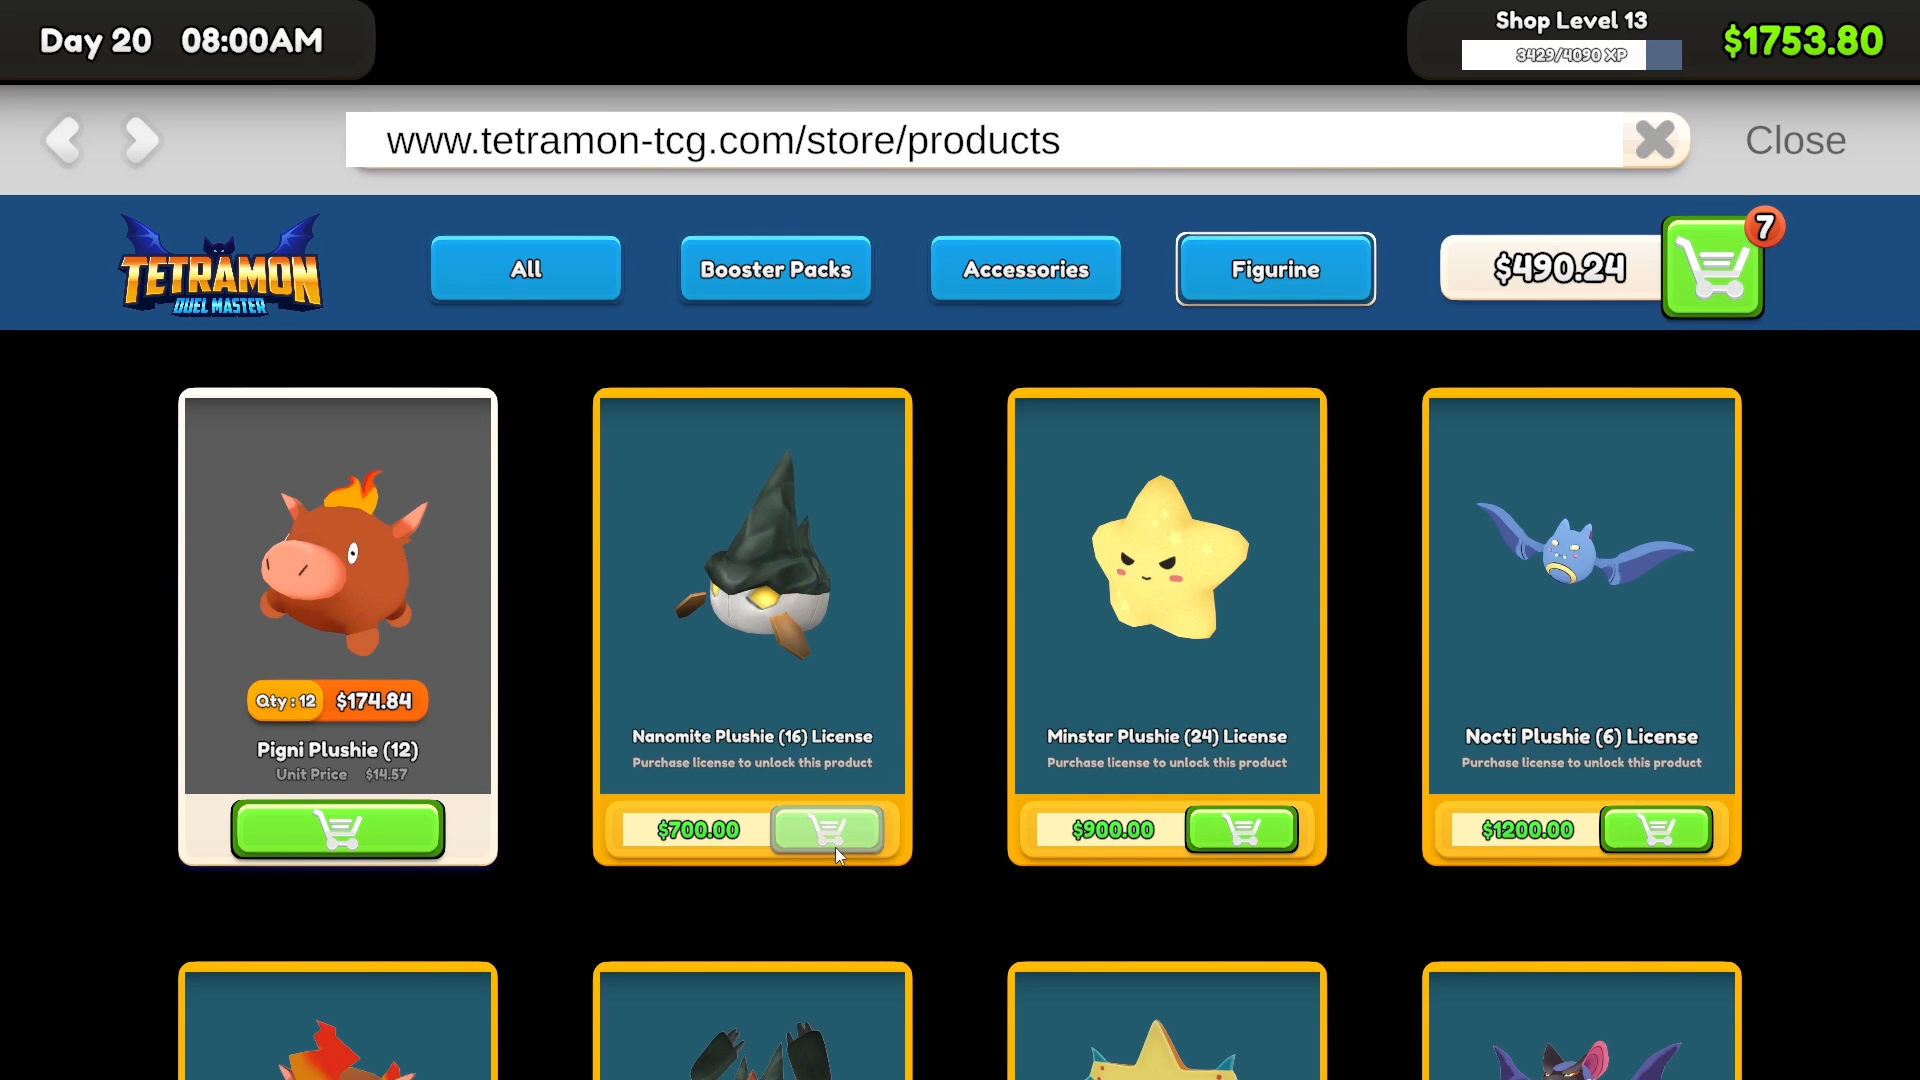 Day 20 08:00AM
Shop Level 13
3429/4090 XP
$1753.80
www.tetramon-tcg.com/store/products
Close
TETRAMON
DUEL MASTER
All
Booster Packs
Accessories
Figurine
$490.24
7
Qty : 12 $174.84
Pigni Plushie (12)
Unit Price $14.57
Nanomite Plushie (16) License
Purchase license to unlock this product
$700.00
Minstar Plushie (24) License
Purchase license to unlock this product
$900.00
Nocti Plushie (6) License
Purchase license to unlock this product
$1200.00